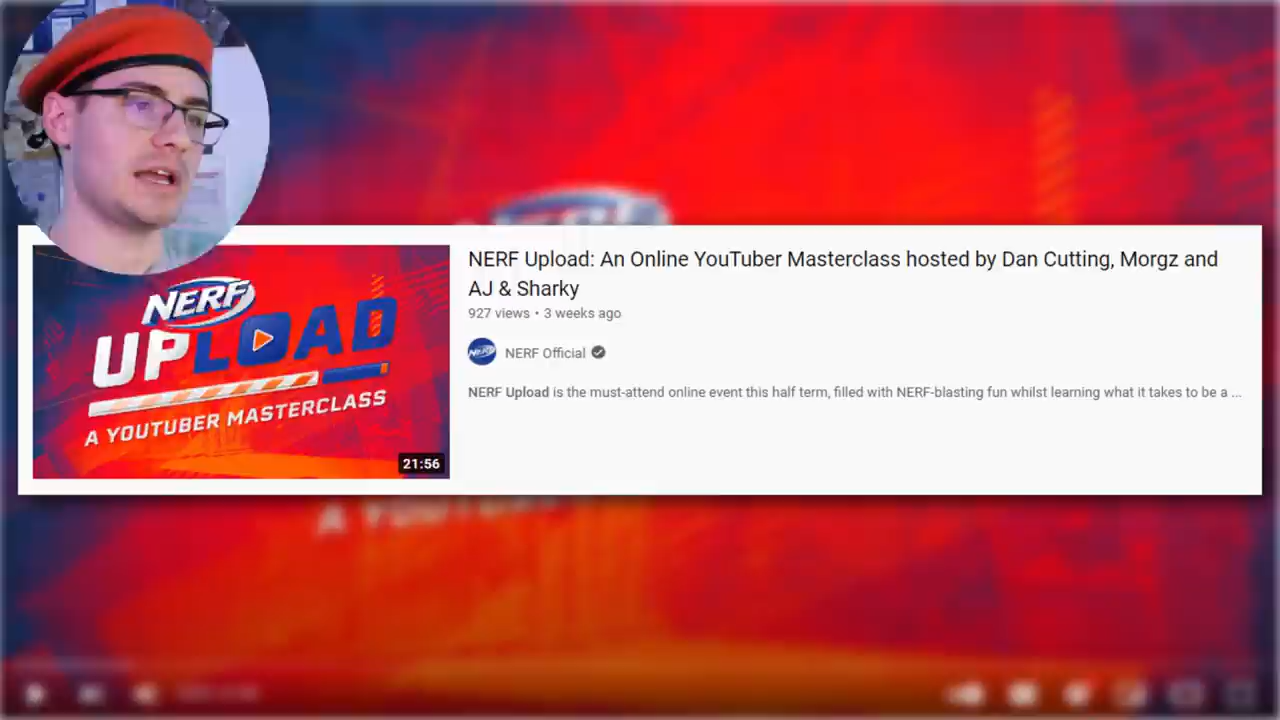 NERF Upload: An Online YouTuber Masterclass hosted by Dan Cutting, Morgz and
AJ & Sharky
927 views • 3 weeks ago
NERF
NERF Official
NERF Upload is the must-attend online event this half term, filled with NERF-blasting fun whilst learning what it takes to be a ...
NERF
UPLOAD
A YOUTUBER MASTERCLASS
21:56